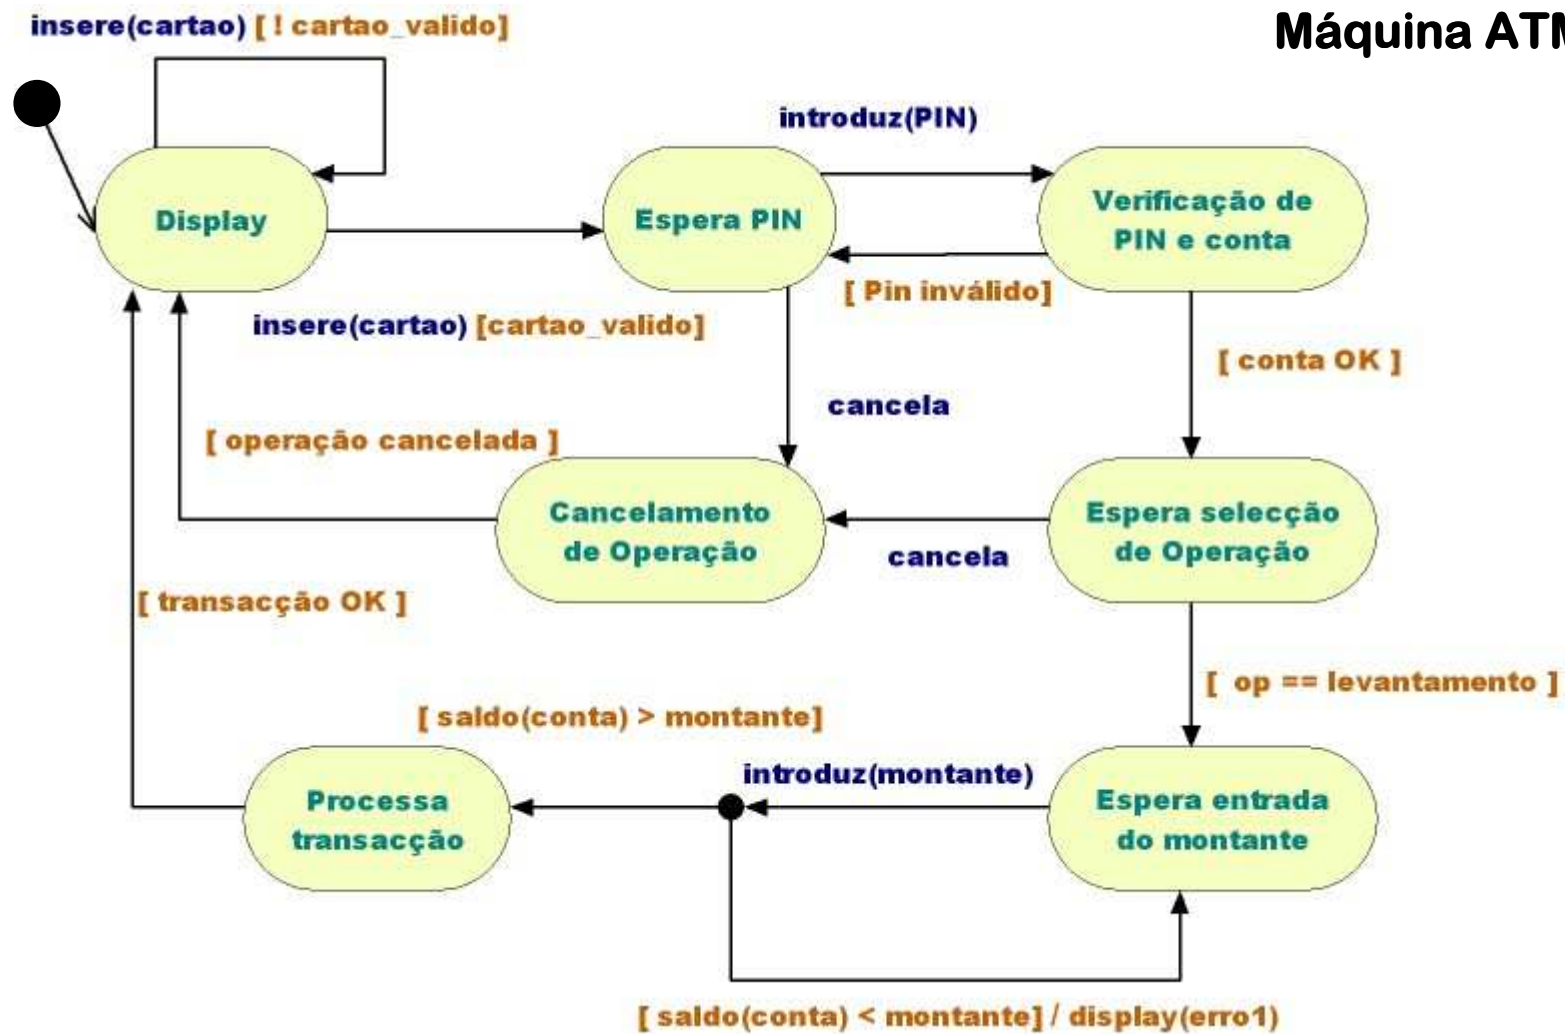 Máquina ATM
insere(cartao) [ ! cartao_valido]
introduz(PIN)
Display
Espera PIN
Verificação de
PIN e conta
[ Pin inválido]
insere(cartao) [cartao_valido]
[ conta OK ]
cancela
[ operação cancelada ]
Cancelamento
de Operação
Espera selecção
de Operação
cancela
[ transacção OK ]
[ op == levantamento ]
[ saldo(conta) > montante]
introduz(montante)
Processa
transacção
Espera entrada
do montante
[ saldo(conta) < montante] / display(erro1)